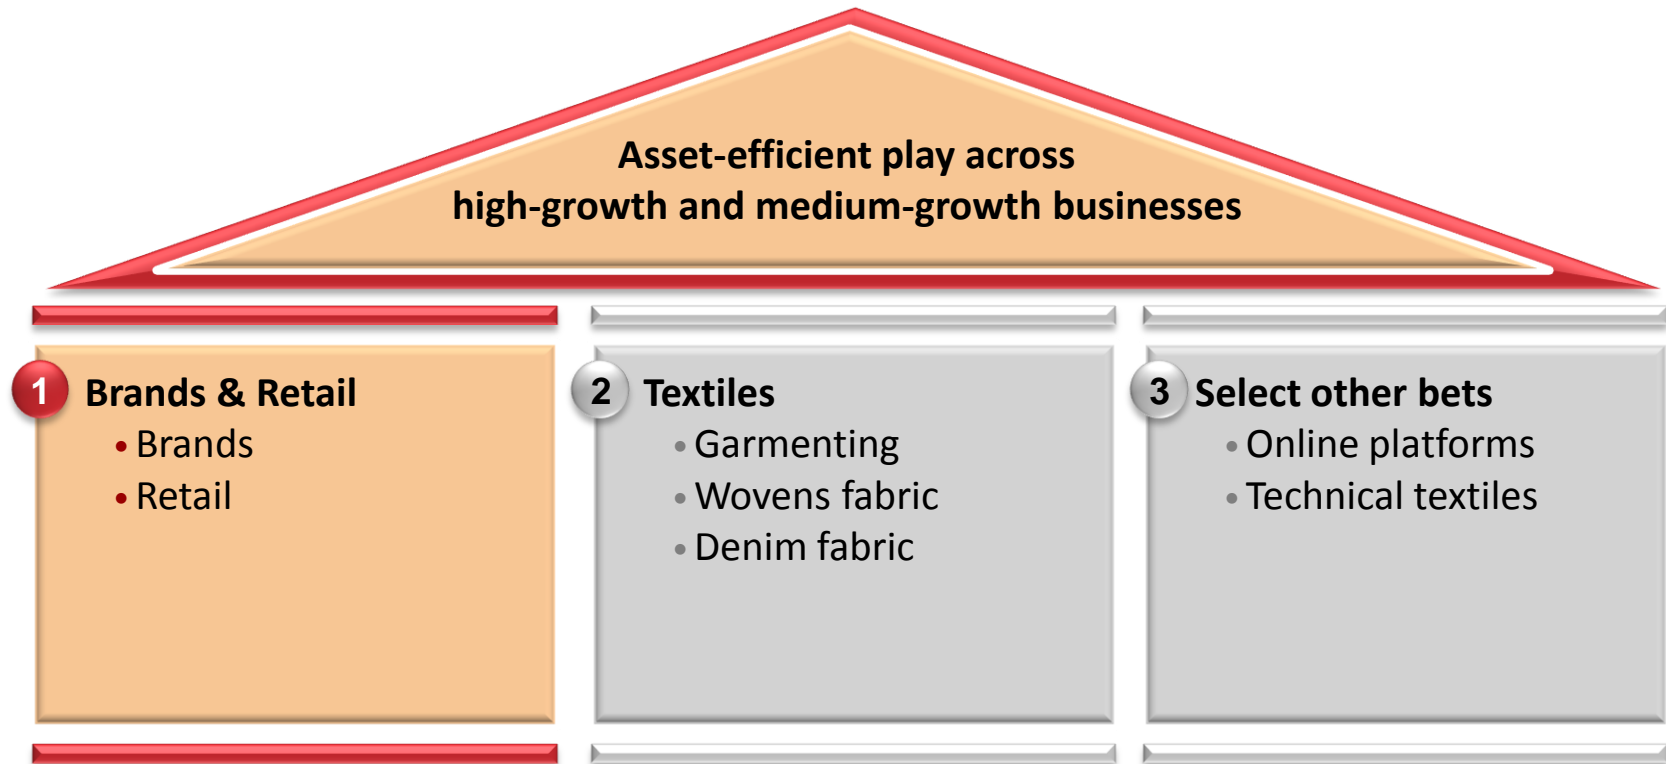 Asset-efficient play across
high-growth and medium-growth businesses
1 Brands & Retail
• Brands
• Retail
2 Textiles
• Garmenting
• Wovens fabric
• Denim fabric
3 Select other bets
• Online platforms
• Technical textiles